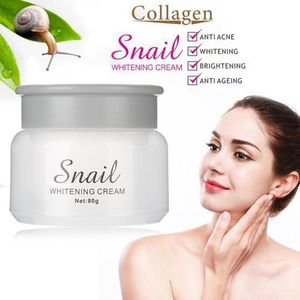 Collagen
Snail
WHITENING CREAM
ANTI ACNE
WHITENING
BRIGHTENING
ANTI AGEING
Snail
WHITENING CREAM
Net:80g